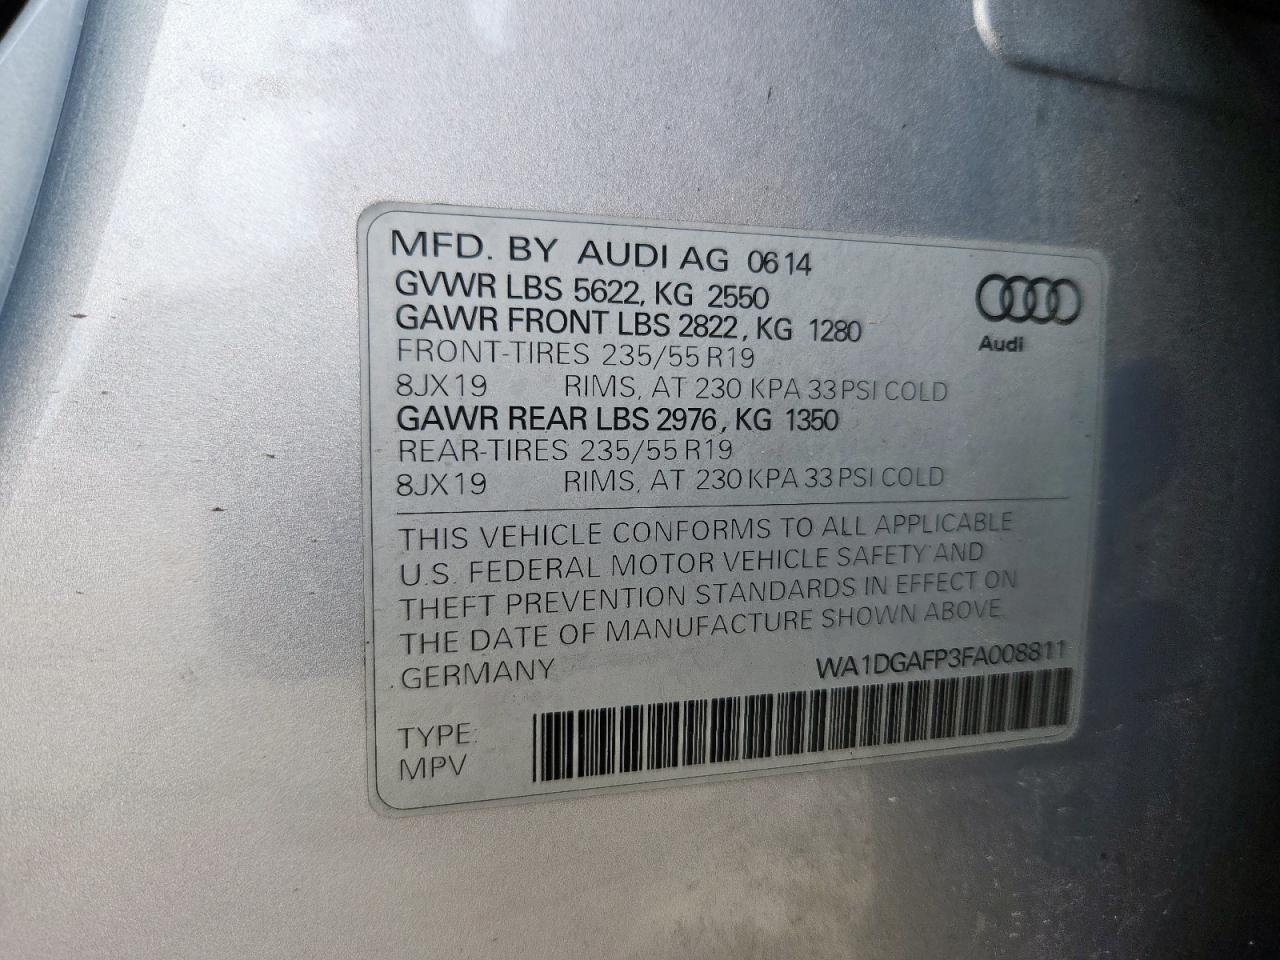 MFD. BY AUDI AG 0614
GVWR LBS 5622, KG 2550
GAWR FRONT LBS 2822, KG 1280
FRONT-TIRES 235/55 R19
8JX19 RIMS, AT 230 KPA 33 PSI COLD
GAWR REAR LBS 2976, KG 1350
REAR-TIRES 235/55 R19
8JX19 RIMS, AT 230 KPA 33 PSI COLD
Audi
THIS VEHICLE CONFORMS TO ALL APPLICABLE
U.S. FEDERAL MOTOR VEHICLE SAFETY AND
THEFT PREVENTION STANDARDS IN EFFECT ON
THE DATE OF MANUFACTURE SHOWN ABOVE.
GERMANY WA1DGAFP3FA008811
TYPE:
MPV